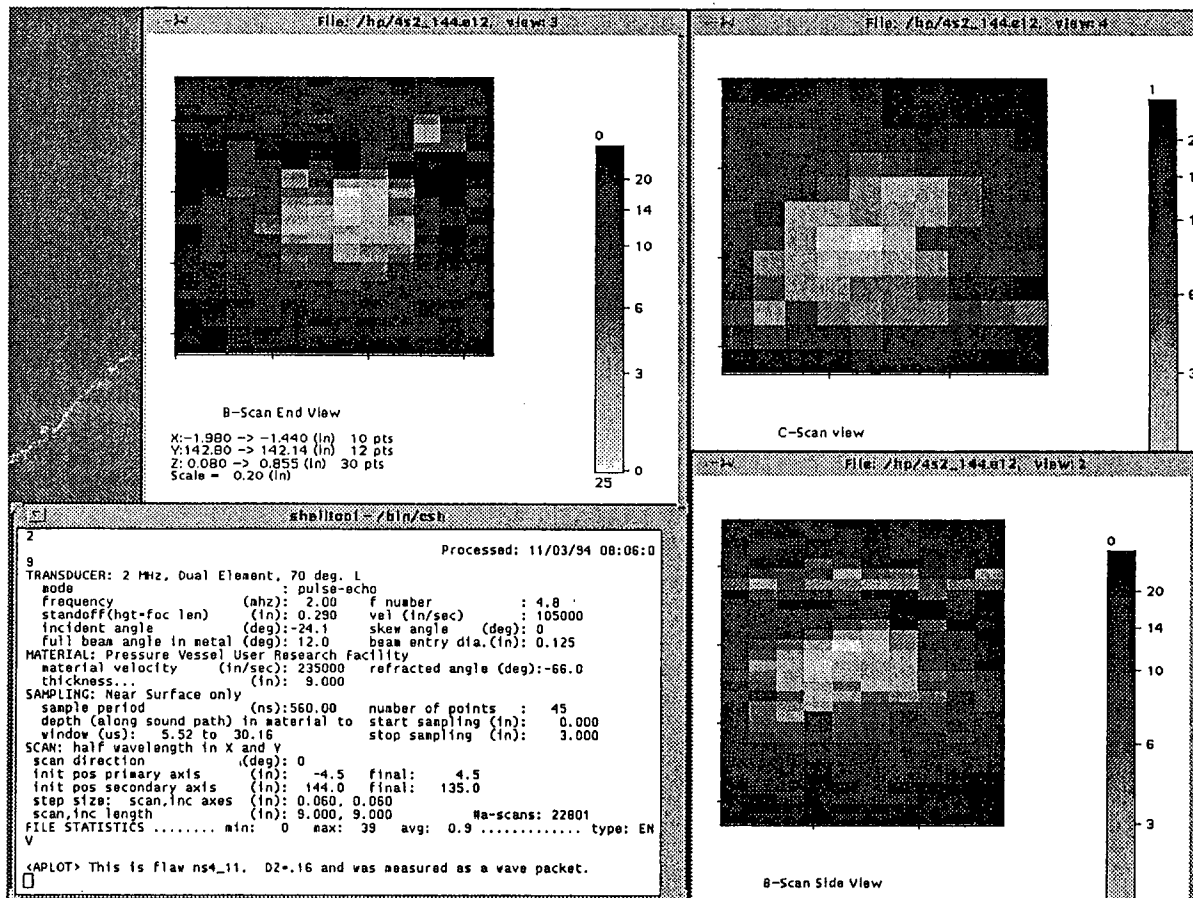 File: /hp/4s2_144.e12, view:3
0
20
14
10
6
3
0
25
B-Scan End View
X:-1.980 -> -1.440 (in) 10 pts
Y:142.80 -> 142.14 (in) 12 pts
Z: 0.080 -> 0.855 (in) 30 pts
Scale = 0.20 (in)
File: /hp/4s2_144.e12, view:4
1
2
1
1
6
3
C-Scan view
shelltool - /bin/csh
2
Processed: 11/03/94 08:06:0
9
TRANSDUCER: 2 MHz, Dual Element, 70 deg. L
mode : pulse-echo
frequency (mhz): 2.00 f number : 4.8
standoff(hgt-foc len) (in): 0.290 vel (in/sec) : 105000
incident angle (deg):-24.1 skew angle (deg): 0
full beam angle in metal (deg): 12.0 beam entry dia.(in): 0.125
MATERIAL: Pressure Vessel User Research Facility
material velocity (in/sec): 235000 refracted angle (deg):-66.0
thickness... (in): 9.000
SAMPLING: Near Surface only
sample period (ns):560.00 number of points : 45
depth (along sound path) in material to start sampling (in): 0.000
window (us): 5.52 to 30.16 stop sampling (in): 3.000
SCAN: half wavelength in X and Y
scan direction (deg): 0
init pos primary axis (in): -4.5 final: 4.5
init pos secondary axis (in): 144.0 final: 135.0
step size: scan,inc axes (in): 0.060, 0.060
scan,inc length (in): 9.000, 9.000 #a-scans: 22801
FILE STATISTICS ........ min: 0 max: 39 avg: 0.9 ............. type: EN
V
<APLOT> This is flaw ns4_11. DZ=.16 and was measured as a wave packet.
File: /hp/4s2_144.e12, view:2
0
20
14
10
6
3
B-Scan Side View